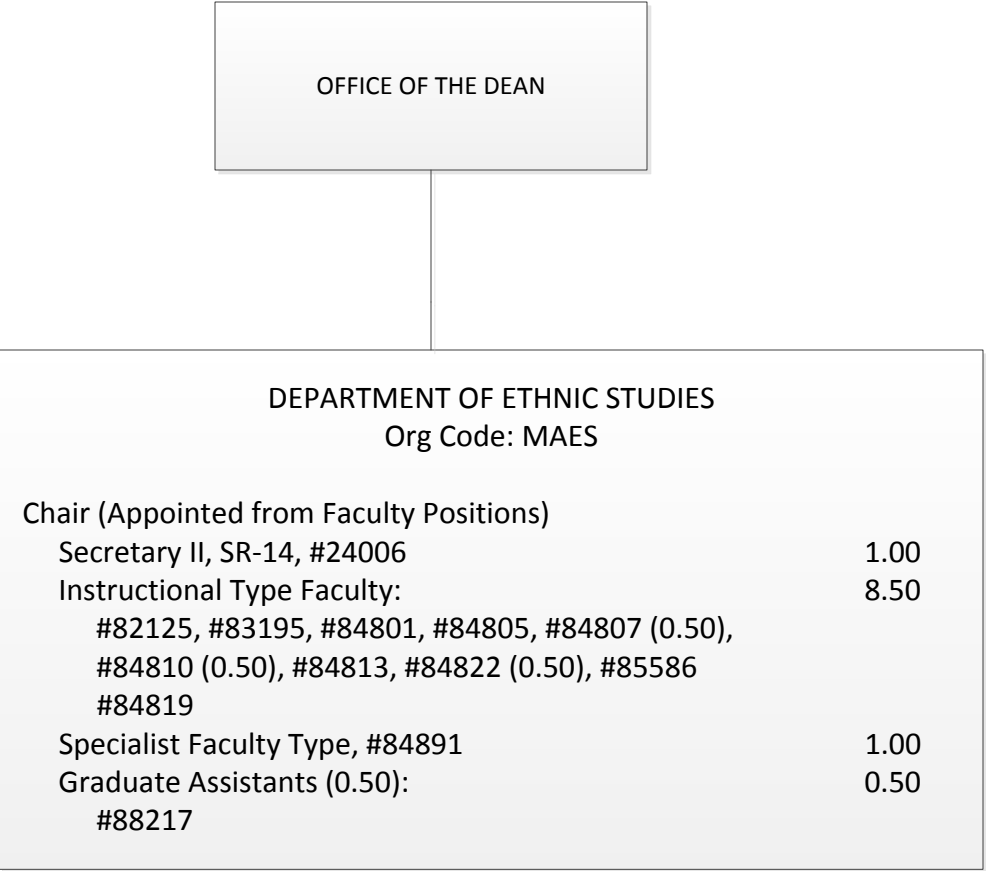 OFFICE OF THE DEAN
DEPARTMENT OF ETHNIC STUDIES
Org Code: MAES
Chair (Appointed from Faculty Positions)
Secretary II, SR-14, #24006 1.00
Instructional Type Faculty: 8.50
#82125, #83195, #84801, #84805, #84807 (0.50),
#84810 (0.50), #84813, #84822 (0.50), #85586
#84819
Specialist Faculty Type, #84891 1.00
Graduate Assistants (0.50): 0.50
#88217